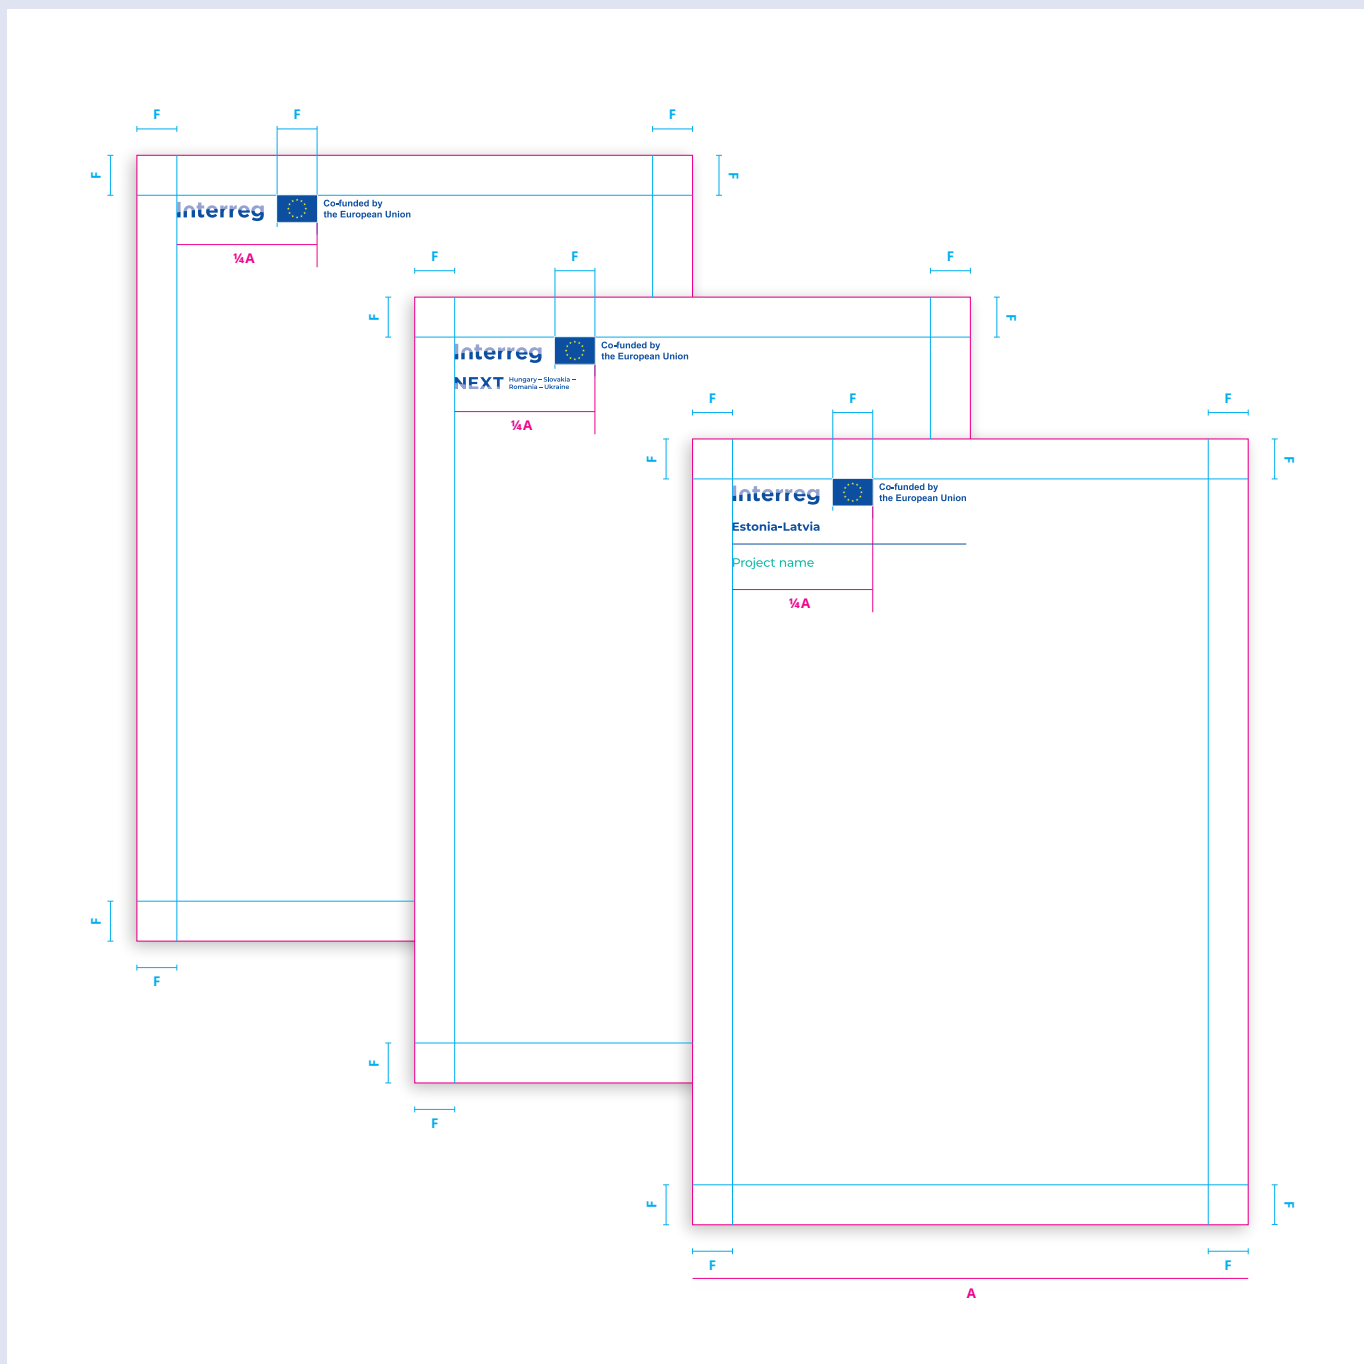 F F F
F F
Interreg Co-funded by
the European Union
¼A
F F F
F F
Interreg Co-funded by
the European Union
NEXT Hungary – Slovakia –
Romania – Ukraine
¼A
F F F
F F
Interreg Co-funded by
the European Union
Estonia-Latvia
Project name
¼A
F
F
F
F
F F
F F
A